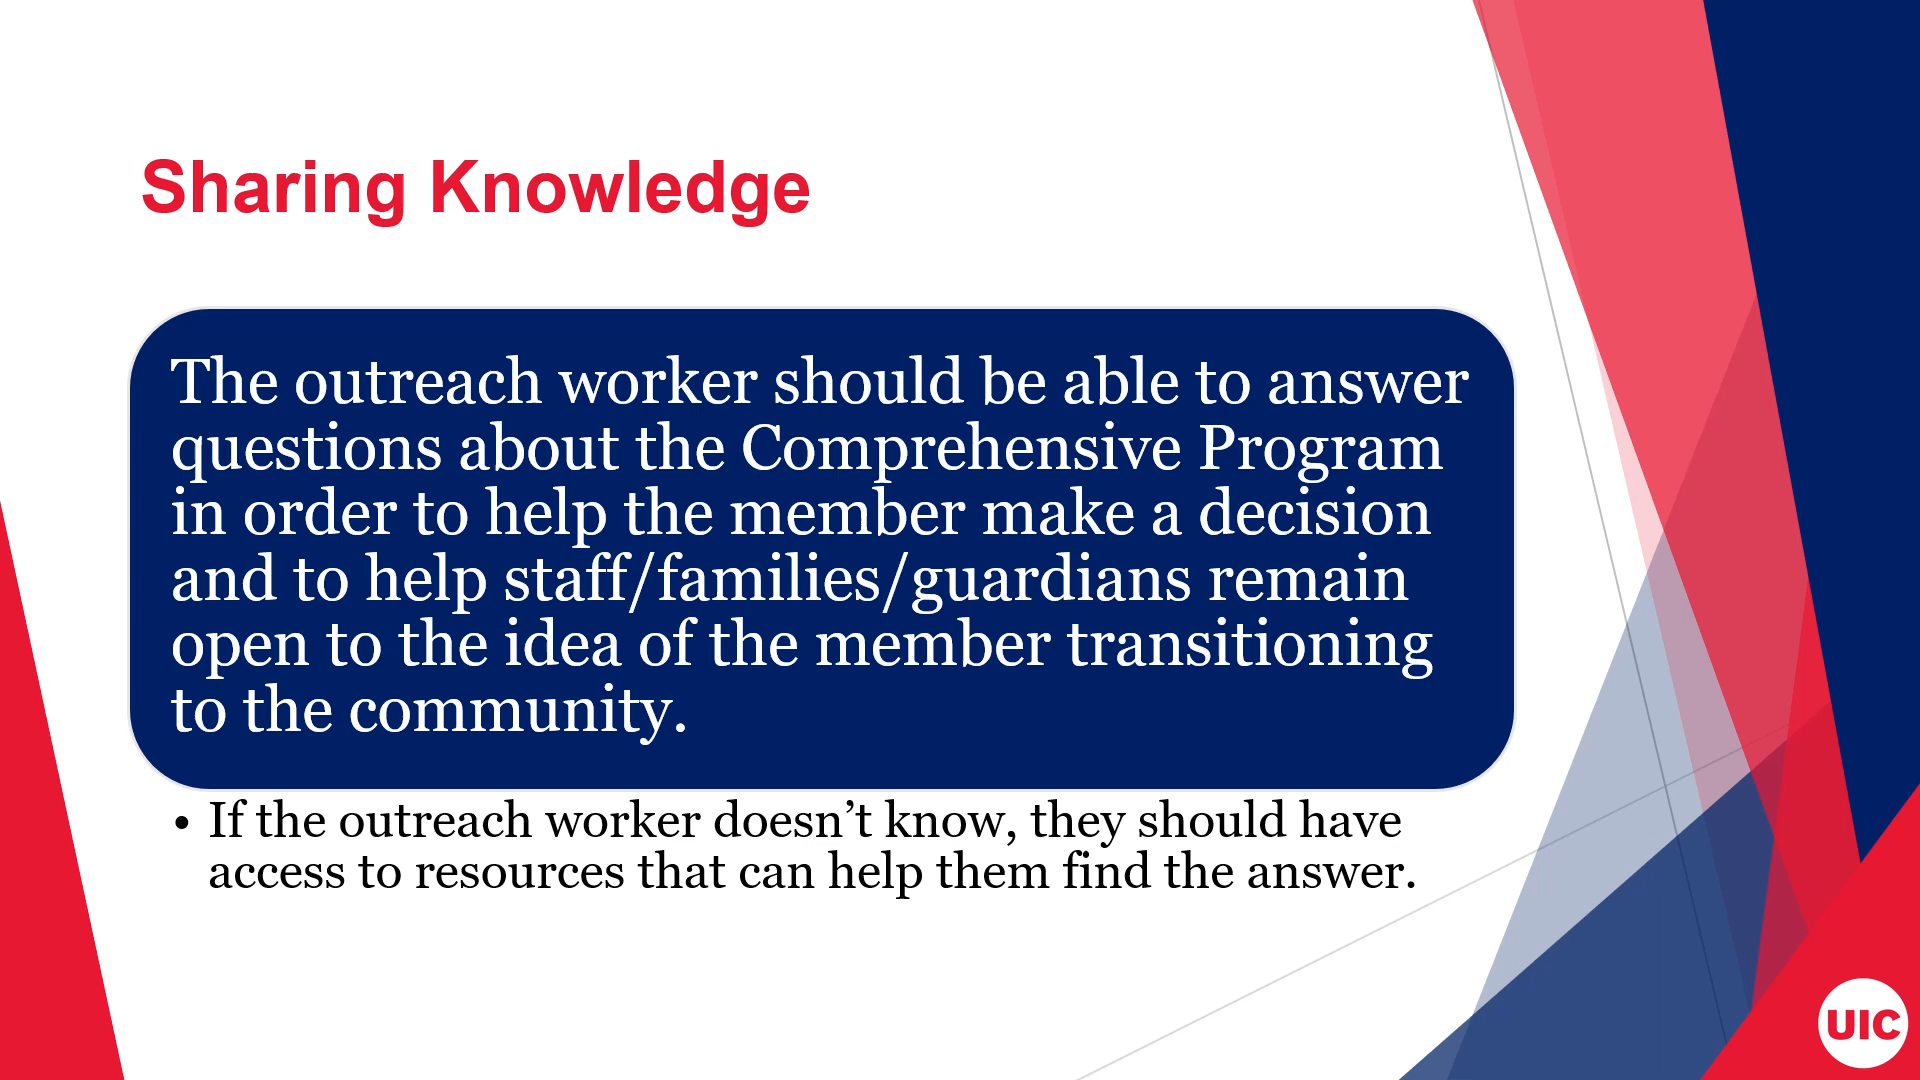 Sharing Knowledge
The outreach worker should be able to answer
questions about the Comprehensive Program
in order to help the member make a decision
and to help staff/families/guardians remain
open to the idea of the member transitioning
to the community.
• If the outreach worker doesn’t know, they should have
access to resources that can help them find the answer.
UIC